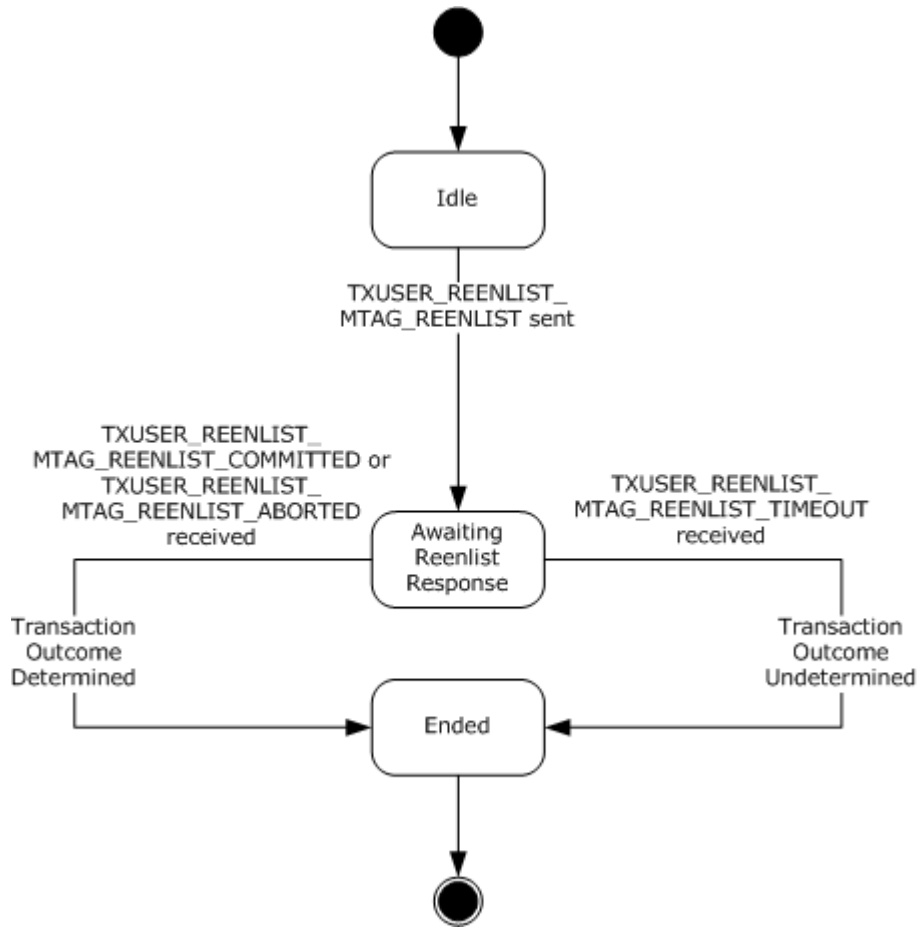 Idle
TXUSER_REENLIST_
MTAG_REENLIST sent
TXUSER_REENLIST_
MTAG_REENLIST_COMMITTED or
TXUSER_REENLIST_
MTAG_REENLIST_ABORTED
received
TXUSER_REENLIST_
MTAG_REENLIST_TIMEOUT
received
Awaiting
Reenlist
Response
Transaction
Outcome
Determined
Transaction
Outcome
Undetermined
Ended